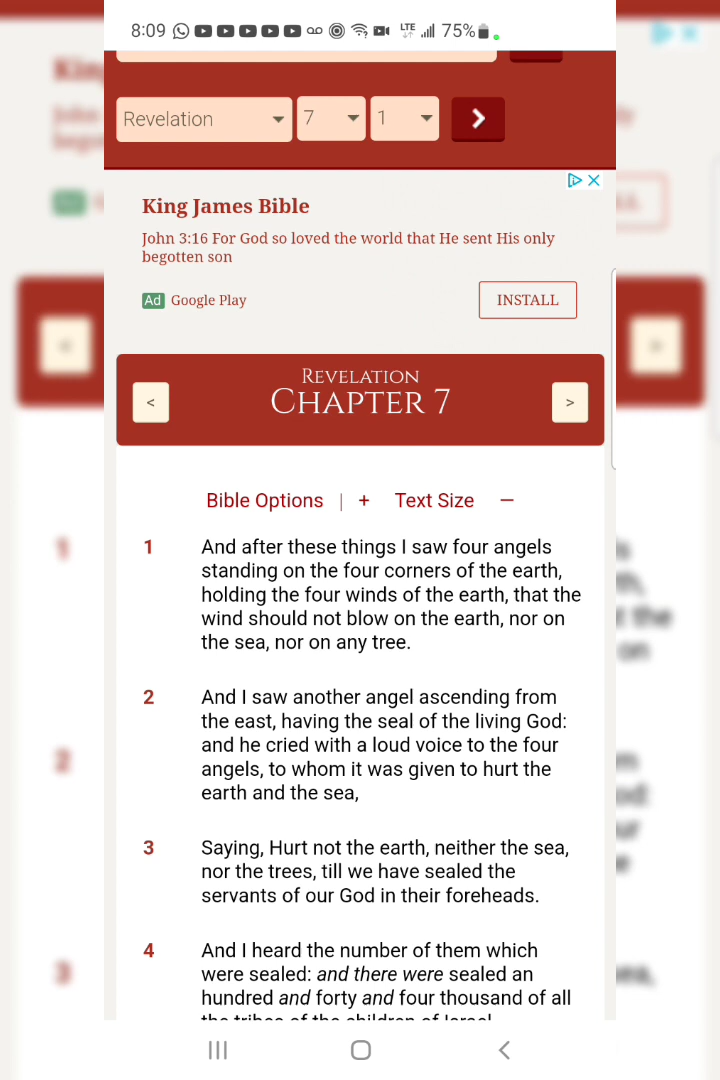 8:09 LTE 75%
Revelation 7 1
King James Bible
John 3:16 For God so loved the world that He sent His only
begotten son
Ad Google Play INSTALL
Revelation
< Chapter 7 >
Bible Options | + Text Size −
1 And after these things I saw four angels
standing on the four corners of the earth,
holding the four winds of the earth, that the
wind should not blow on the earth, nor on
the sea, nor on any tree.
2 And I saw another angel ascending from
the east, having the seal of the living God:
and he cried with a loud voice to the four
angels, to whom it was given to hurt the
earth and the sea,
3 Saying, Hurt not the earth, neither the sea,
nor the trees, till we have sealed the
servants of our God in their foreheads.
4 And I heard the number of them which
were sealed: and there were sealed an
hundred and forty and four thousand of all
the tribes of the children of Israel